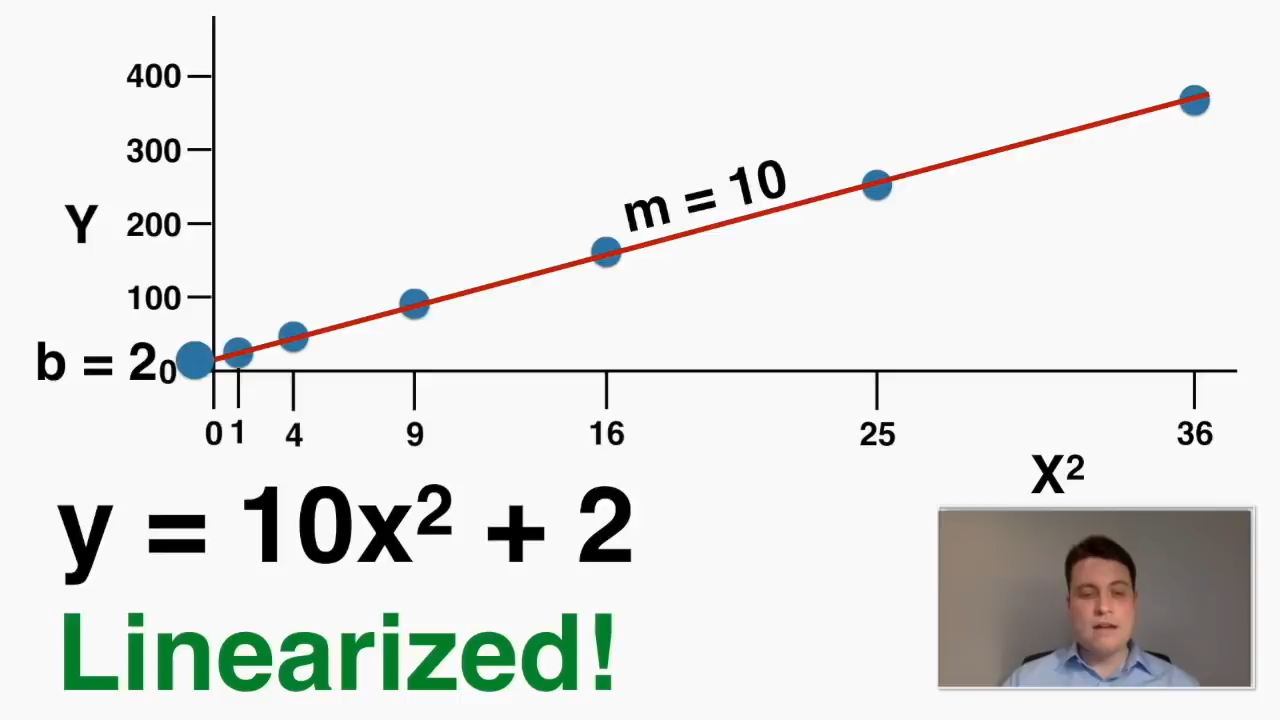 400
300
m = 10
Y
200
100
b = 2
0
0 1 4 9 16 25 36
X²
y = 10x² + 2
Linearized!